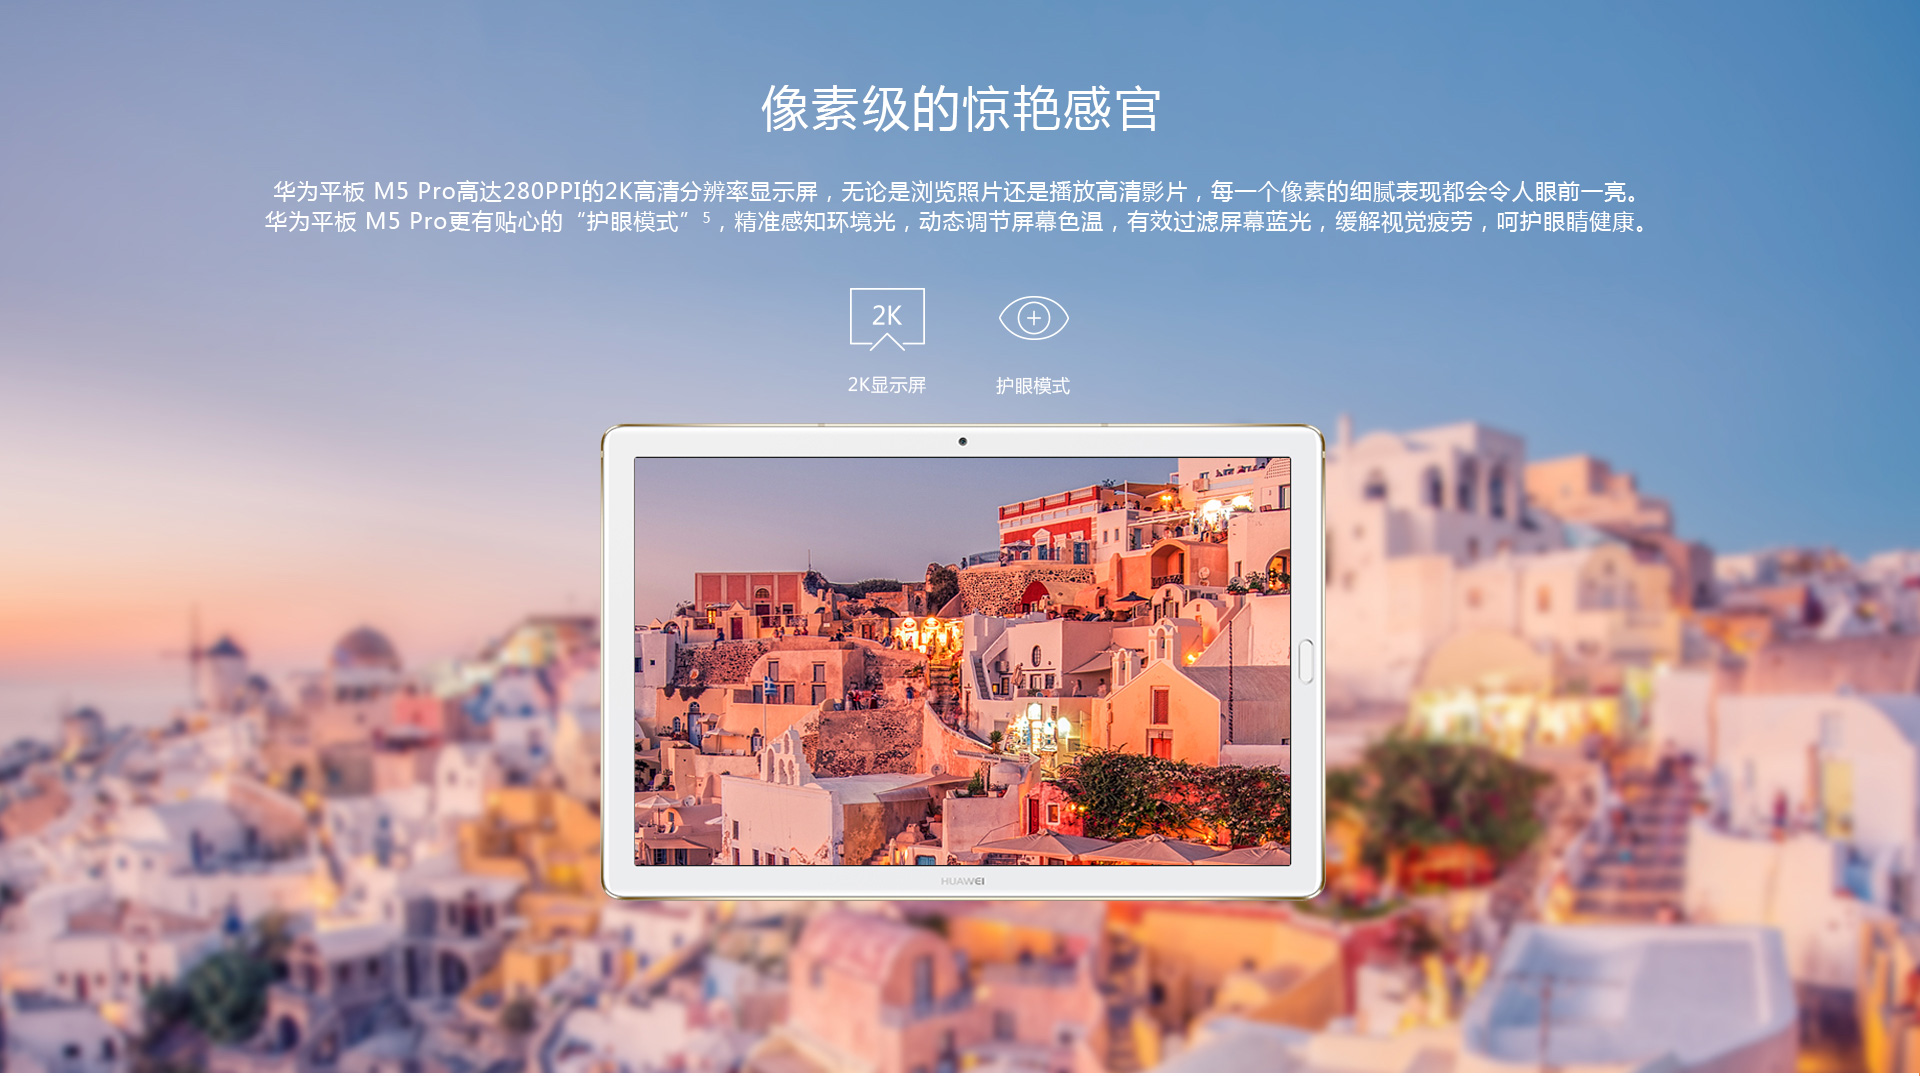 像素级的惊艳感官
华为平板 M5 Pro高达280PPI的2K高清分辨率显示屏，无论是浏览照片还是播放高清影片，每一个像素的细腻表现都会令人眼前一亮。
华为平板 M5 Pro更有贴心的“护眼模式”⁵，精准感知环境光，动态调节屏幕色温，有效过滤屏幕蓝光，缓解视觉疲劳，呵护眼睛健康。
2K
2K显示屏
护眼模式
HUAWEI